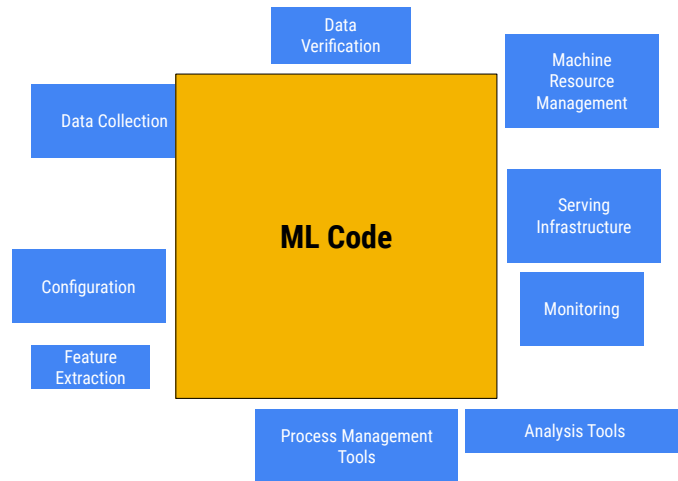 Data
Verification
Machine
Resource
Management
Data Collection
ML Code
Serving
Infrastructure
Configuration
Monitoring
Feature
Extraction
Process Management
Tools
Analysis Tools